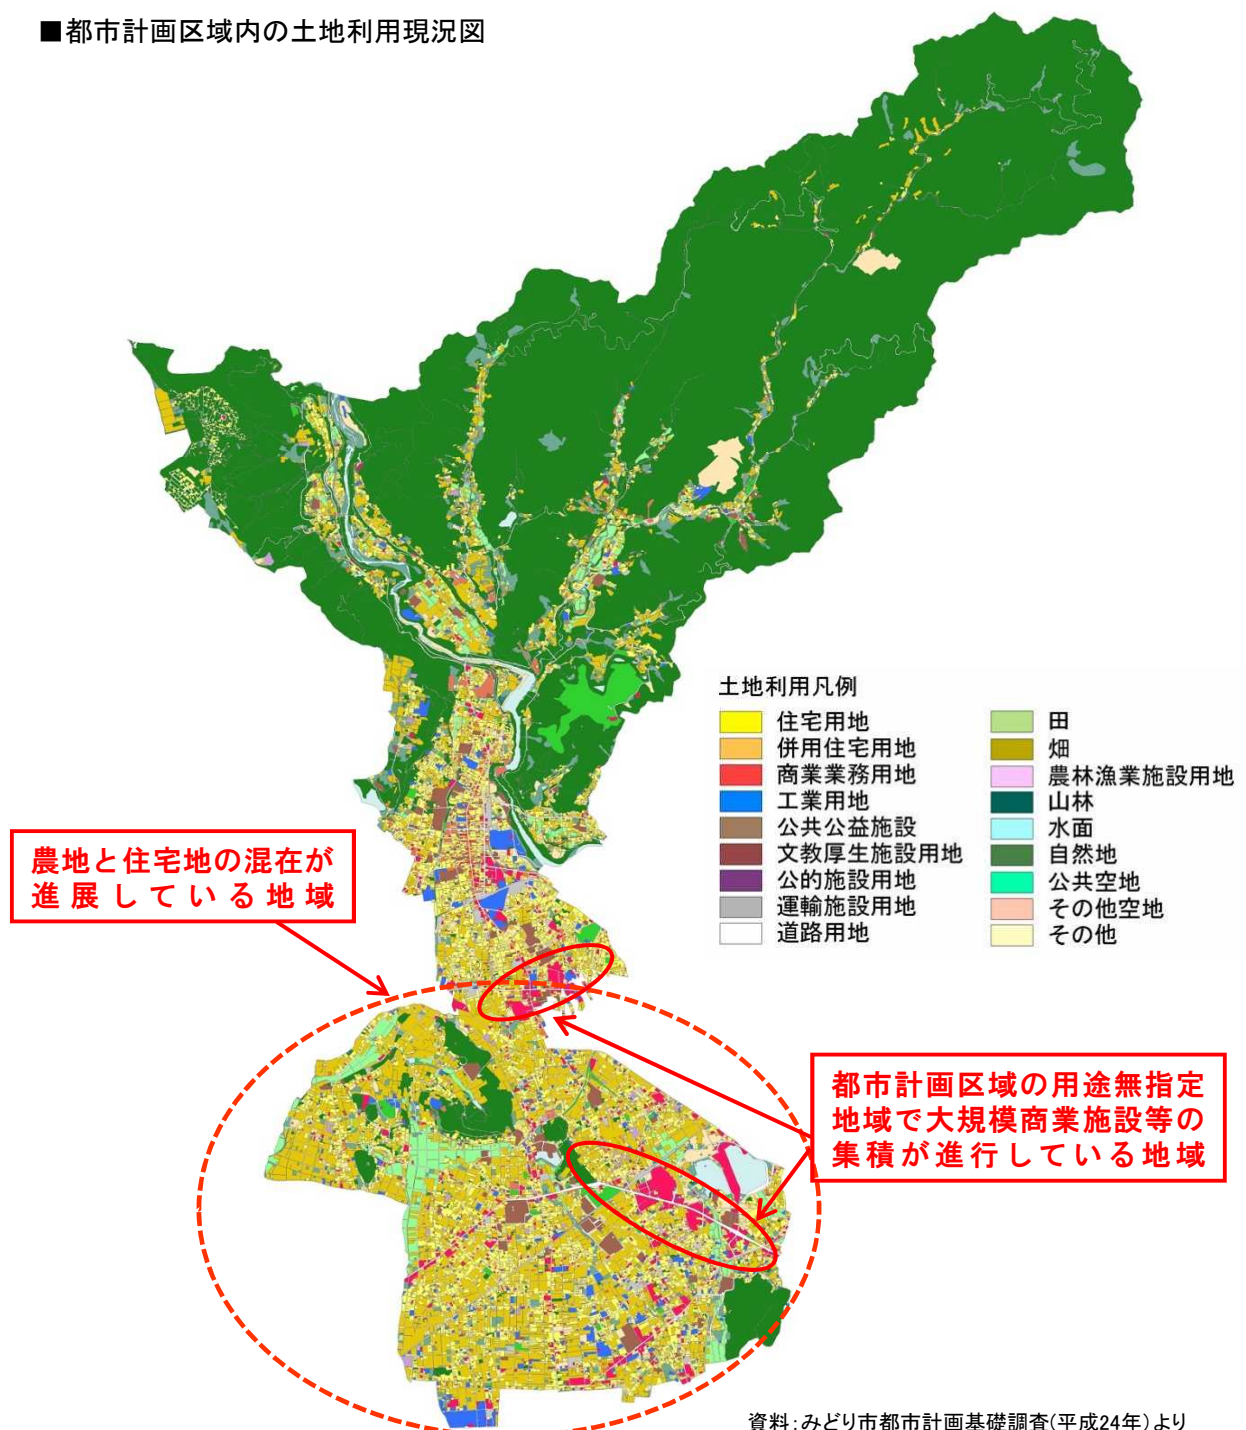 ■都市計画区域内の土地利用現況図
土地利用凡例
住宅用地
併用住宅用地
商業業務用地
工業用地
公共公益施設
文教厚生施設用地
公的施設用地
運輸施設用地
道路用地
田
畑
農林漁業施設用地
山林
水面
自然地
公共空地
その他空地
その他
農地と住宅地の混在が
進展している地域
都市計画区域の用途無指定
地域で大規模商業施設等の
集積が進行している地域
資料：みどり市都市計画基礎調査(平成24年)より